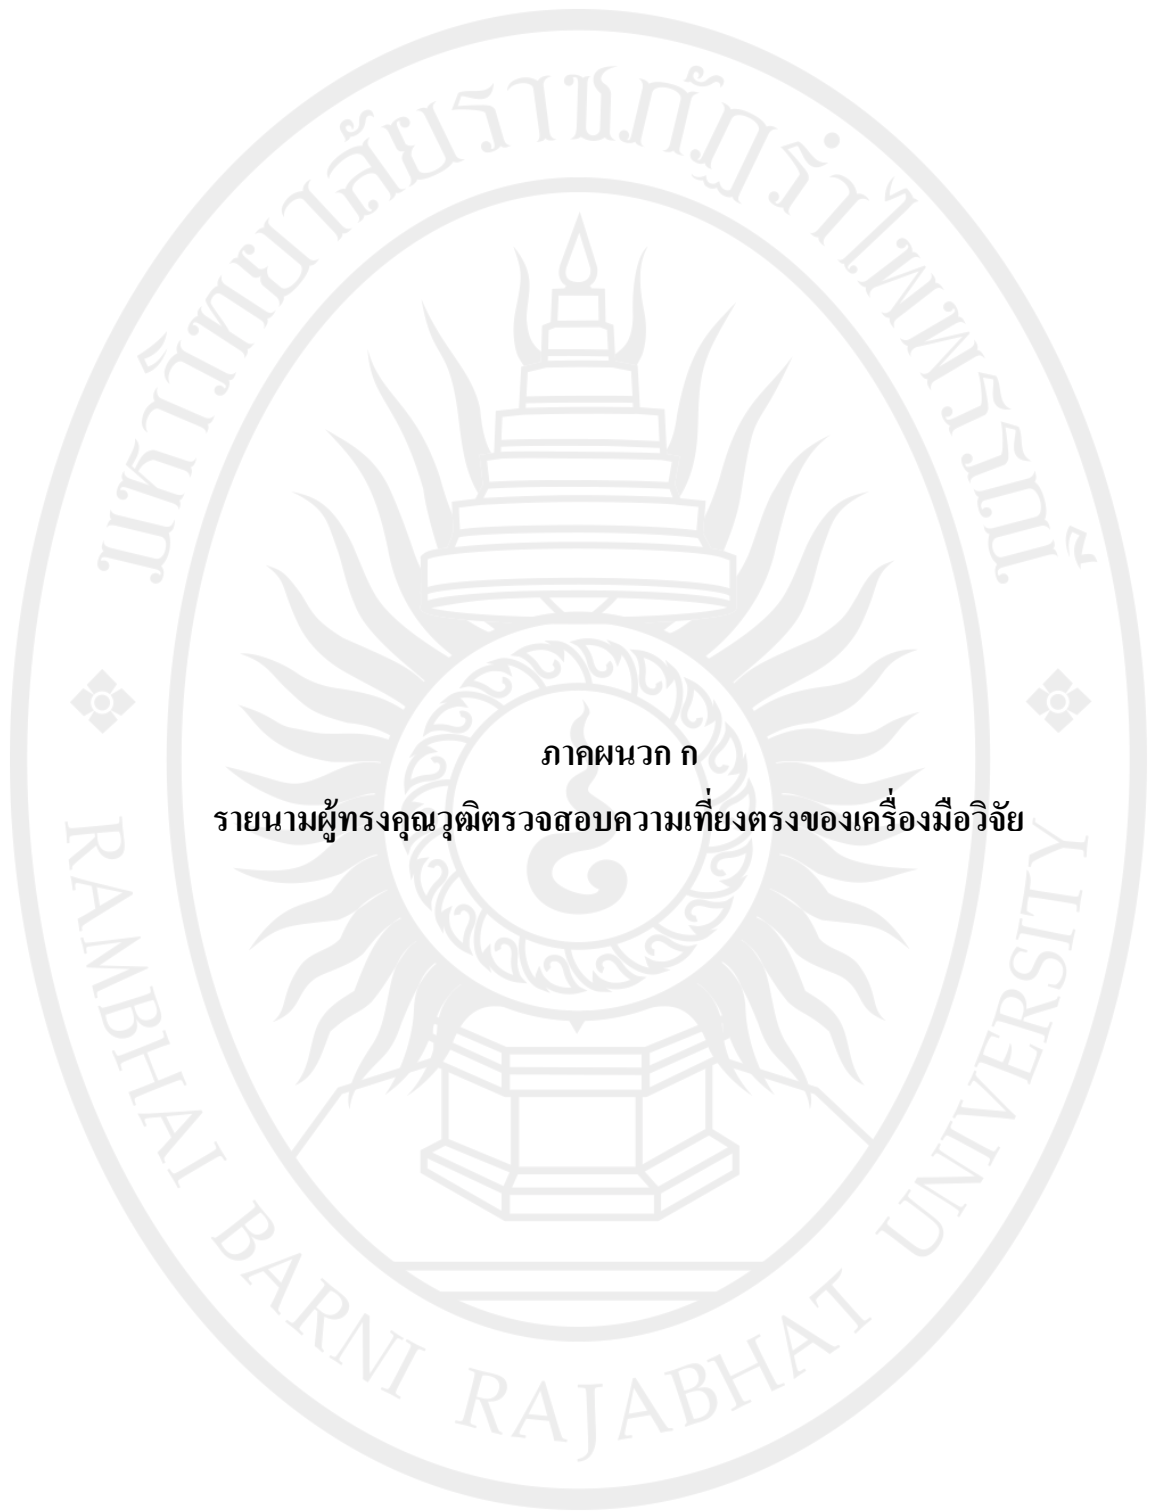 มหาวิทยาลัยราชภัฏรำไพพรรณี
ภาคผนวก ก
รายนามผู้ทรงคุณวุฒิตรวจสอบความเที่ยงตรงของเครื่องมือวิจัย
RAMBHAI BARNI RAJABHAT UNIVERSITY